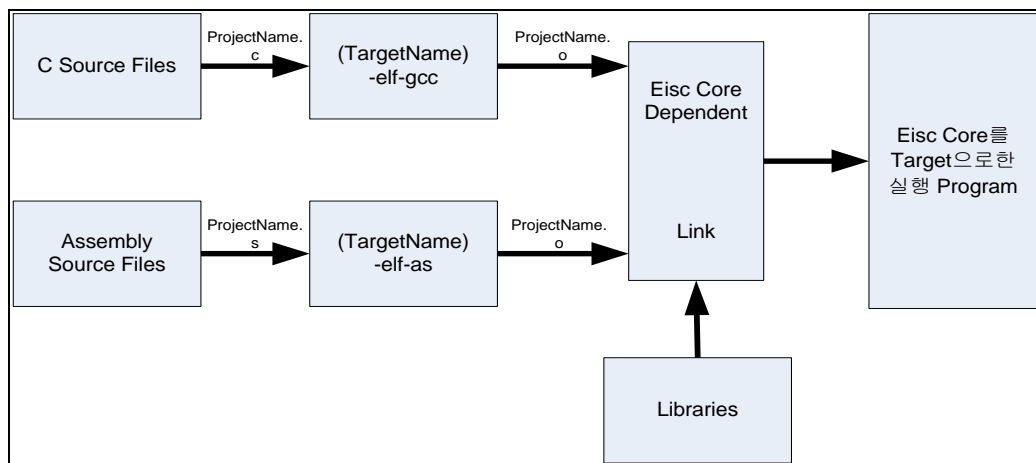 C Source Files
ProjectName.
c
(TargetName)
-elf-gcc
ProjectName.
o
Eisc Core
Dependent
Link
Eisc Core를
Target으로한
실행 Program
Assembly
Source Files
ProjectName.
s
(TargetName)
-elf-as
ProjectName.
o
Libraries